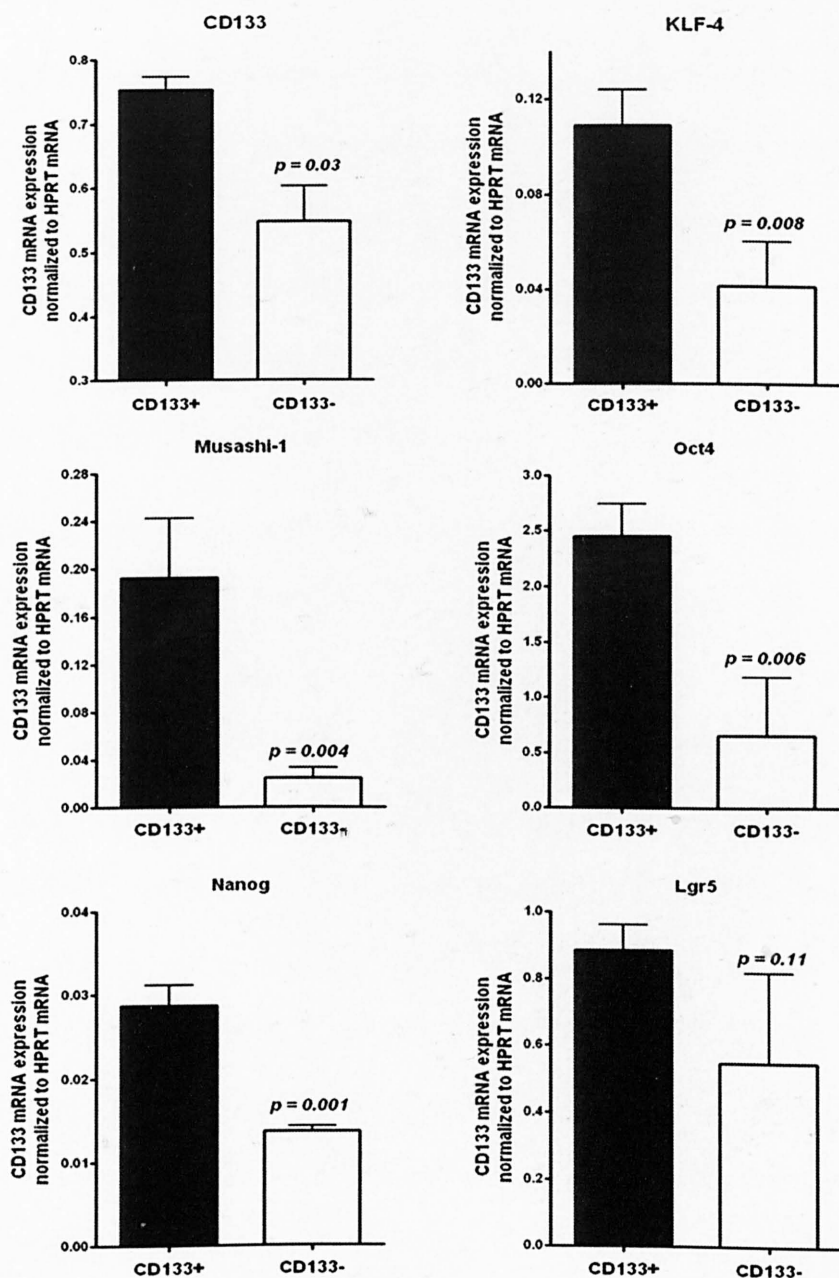 CD133
CD133 mRNA expression
normalized to HPRT mRNA
0.8
0.7
0.6
0.5
0.4
0.3
p = 0.03
CD133+
CD133-
KLF-4
CD133 mRNA expression
normalized to HPRT mRNA
0.12
0.08
0.04
0.00
p = 0.008
CD133+
CD133-
Musashi-1
CD133 mRNA expression
normalized to HPRT mRNA
0.28
0.24
0.20
0.16
0.12
0.08
0.04
0.00
p = 0.004
CD133+
CD133-
Oct4
CD133 mRNA expression
normalized to HPRT mRNA
3.0
2.5
2.0
1.5
1.0
0.5
0.0
p = 0.006
CD133+
CD133-
Nanog
CD133 mRNA expression
normalized to HPRT mRNA
0.04
0.03
0.02
0.01
0.00
p = 0.001
CD133+
CD133-
Lgr5
CD133 mRNA expression
normalized to HPRT mRNA
1.0
0.8
0.6
0.4
0.2
0.0
p = 0.11
CD133+
CD133-